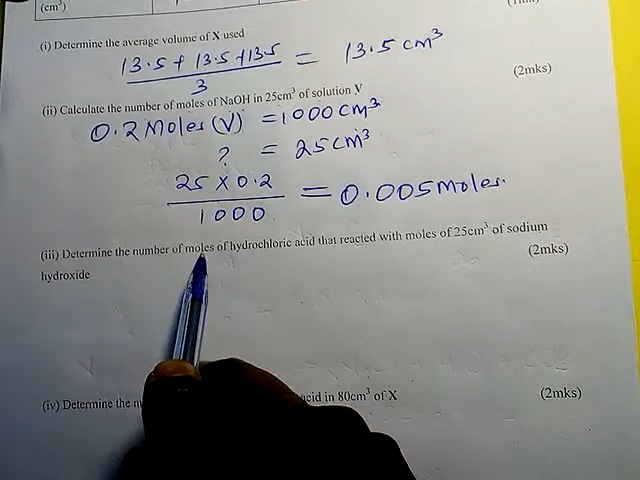 (cm³)
(i) Determine the average volume of X used
13.5 + 13.5 + 13.5 = 13.5 cm³
3
(2mks)
(ii) Calculate the number of moles of NaOH in 25cm³ of solution V
0.2 Moles (V) = 1000 cm³
? = 25 cm³
25 X 0.2 = 0.005 Moles.
1000
(iii) Determine the number of moles of hydrochloric acid that reacted with moles of 25cm³ of sodium
hydroxide (2mks)
(iv) Determine the acid in 80cm³ of X (2mks)